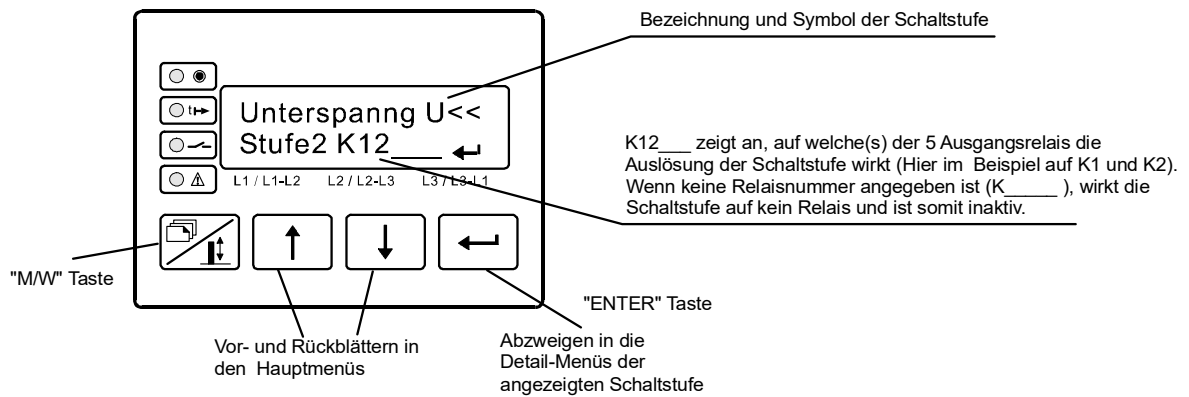 Bezeichnung und Symbol der Schaltstufe
t
Unterspanng U<<
Stufe2 K12___
L1 / L1-L2 L2 / L2-L3 L3 / L3-L1
K12___ zeigt an, auf welche(s) der 5 Ausgangsrelais die
Auslösung der Schaltstufe wirkt (Hier im Beispiel auf K1 und K2).
Wenn keine Relaisnummer angegeben ist (K_____ ), wirkt die
Schaltstufe auf kein Relais und ist somit inaktiv.
"M/W" Taste
"ENTER" Taste
Vor- und Rückblättern in
den Hauptmenüs
Abzweigen in die
Detail-Menüs der
angezeigten Schaltstufe